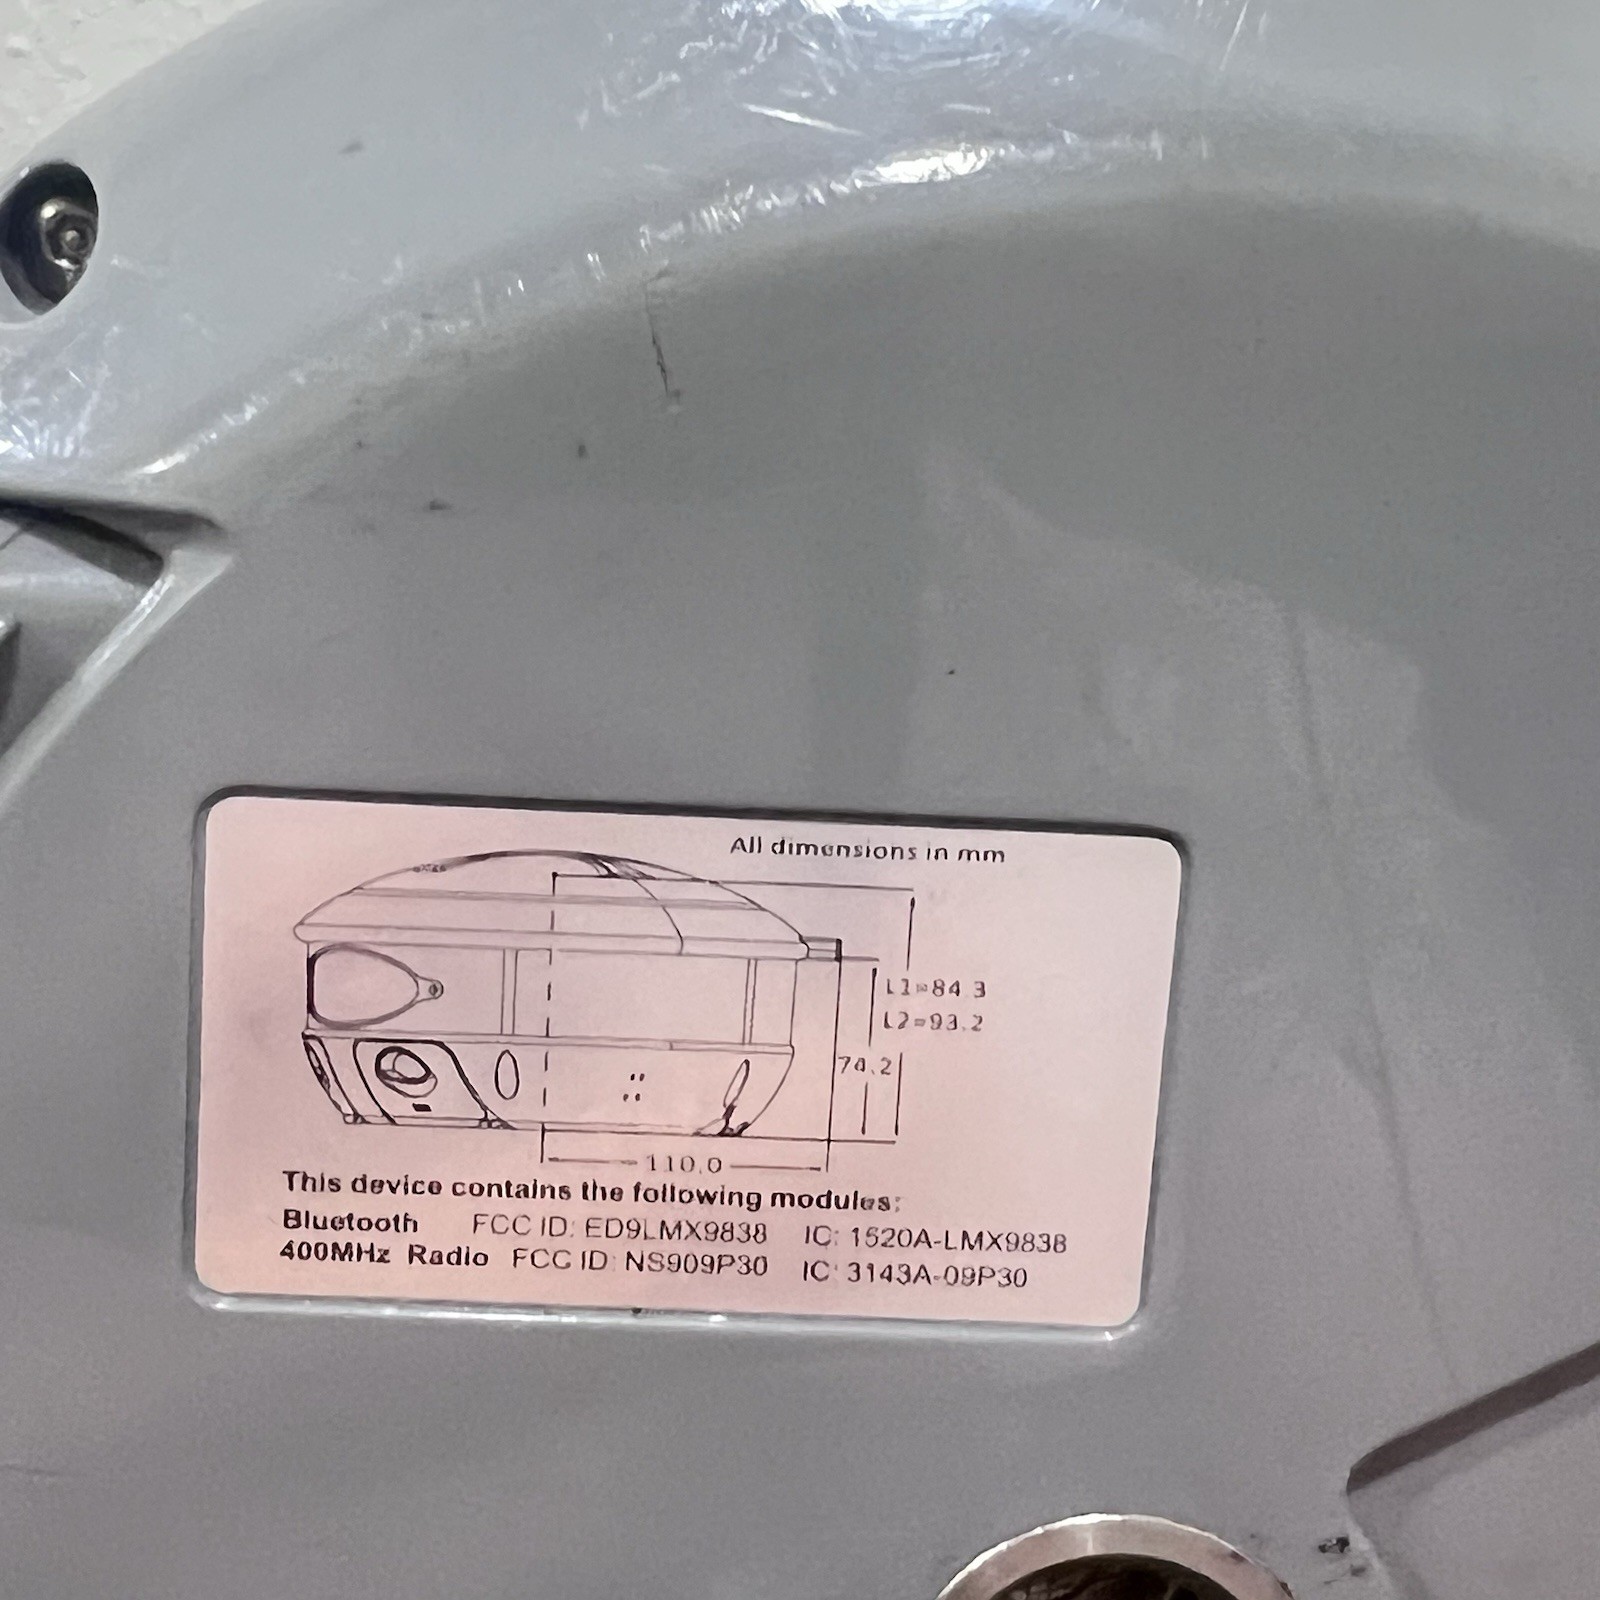 All dimensions in mm
L1=84.3
L2=93.2
74.2
110.0
This device contains the following modules:
Bluetooth FCC ID: ED9LMX9838 IC: 1520A-LMX9838
400MHz Radio FCC ID: NS909P30 IC: 3143A-09P30